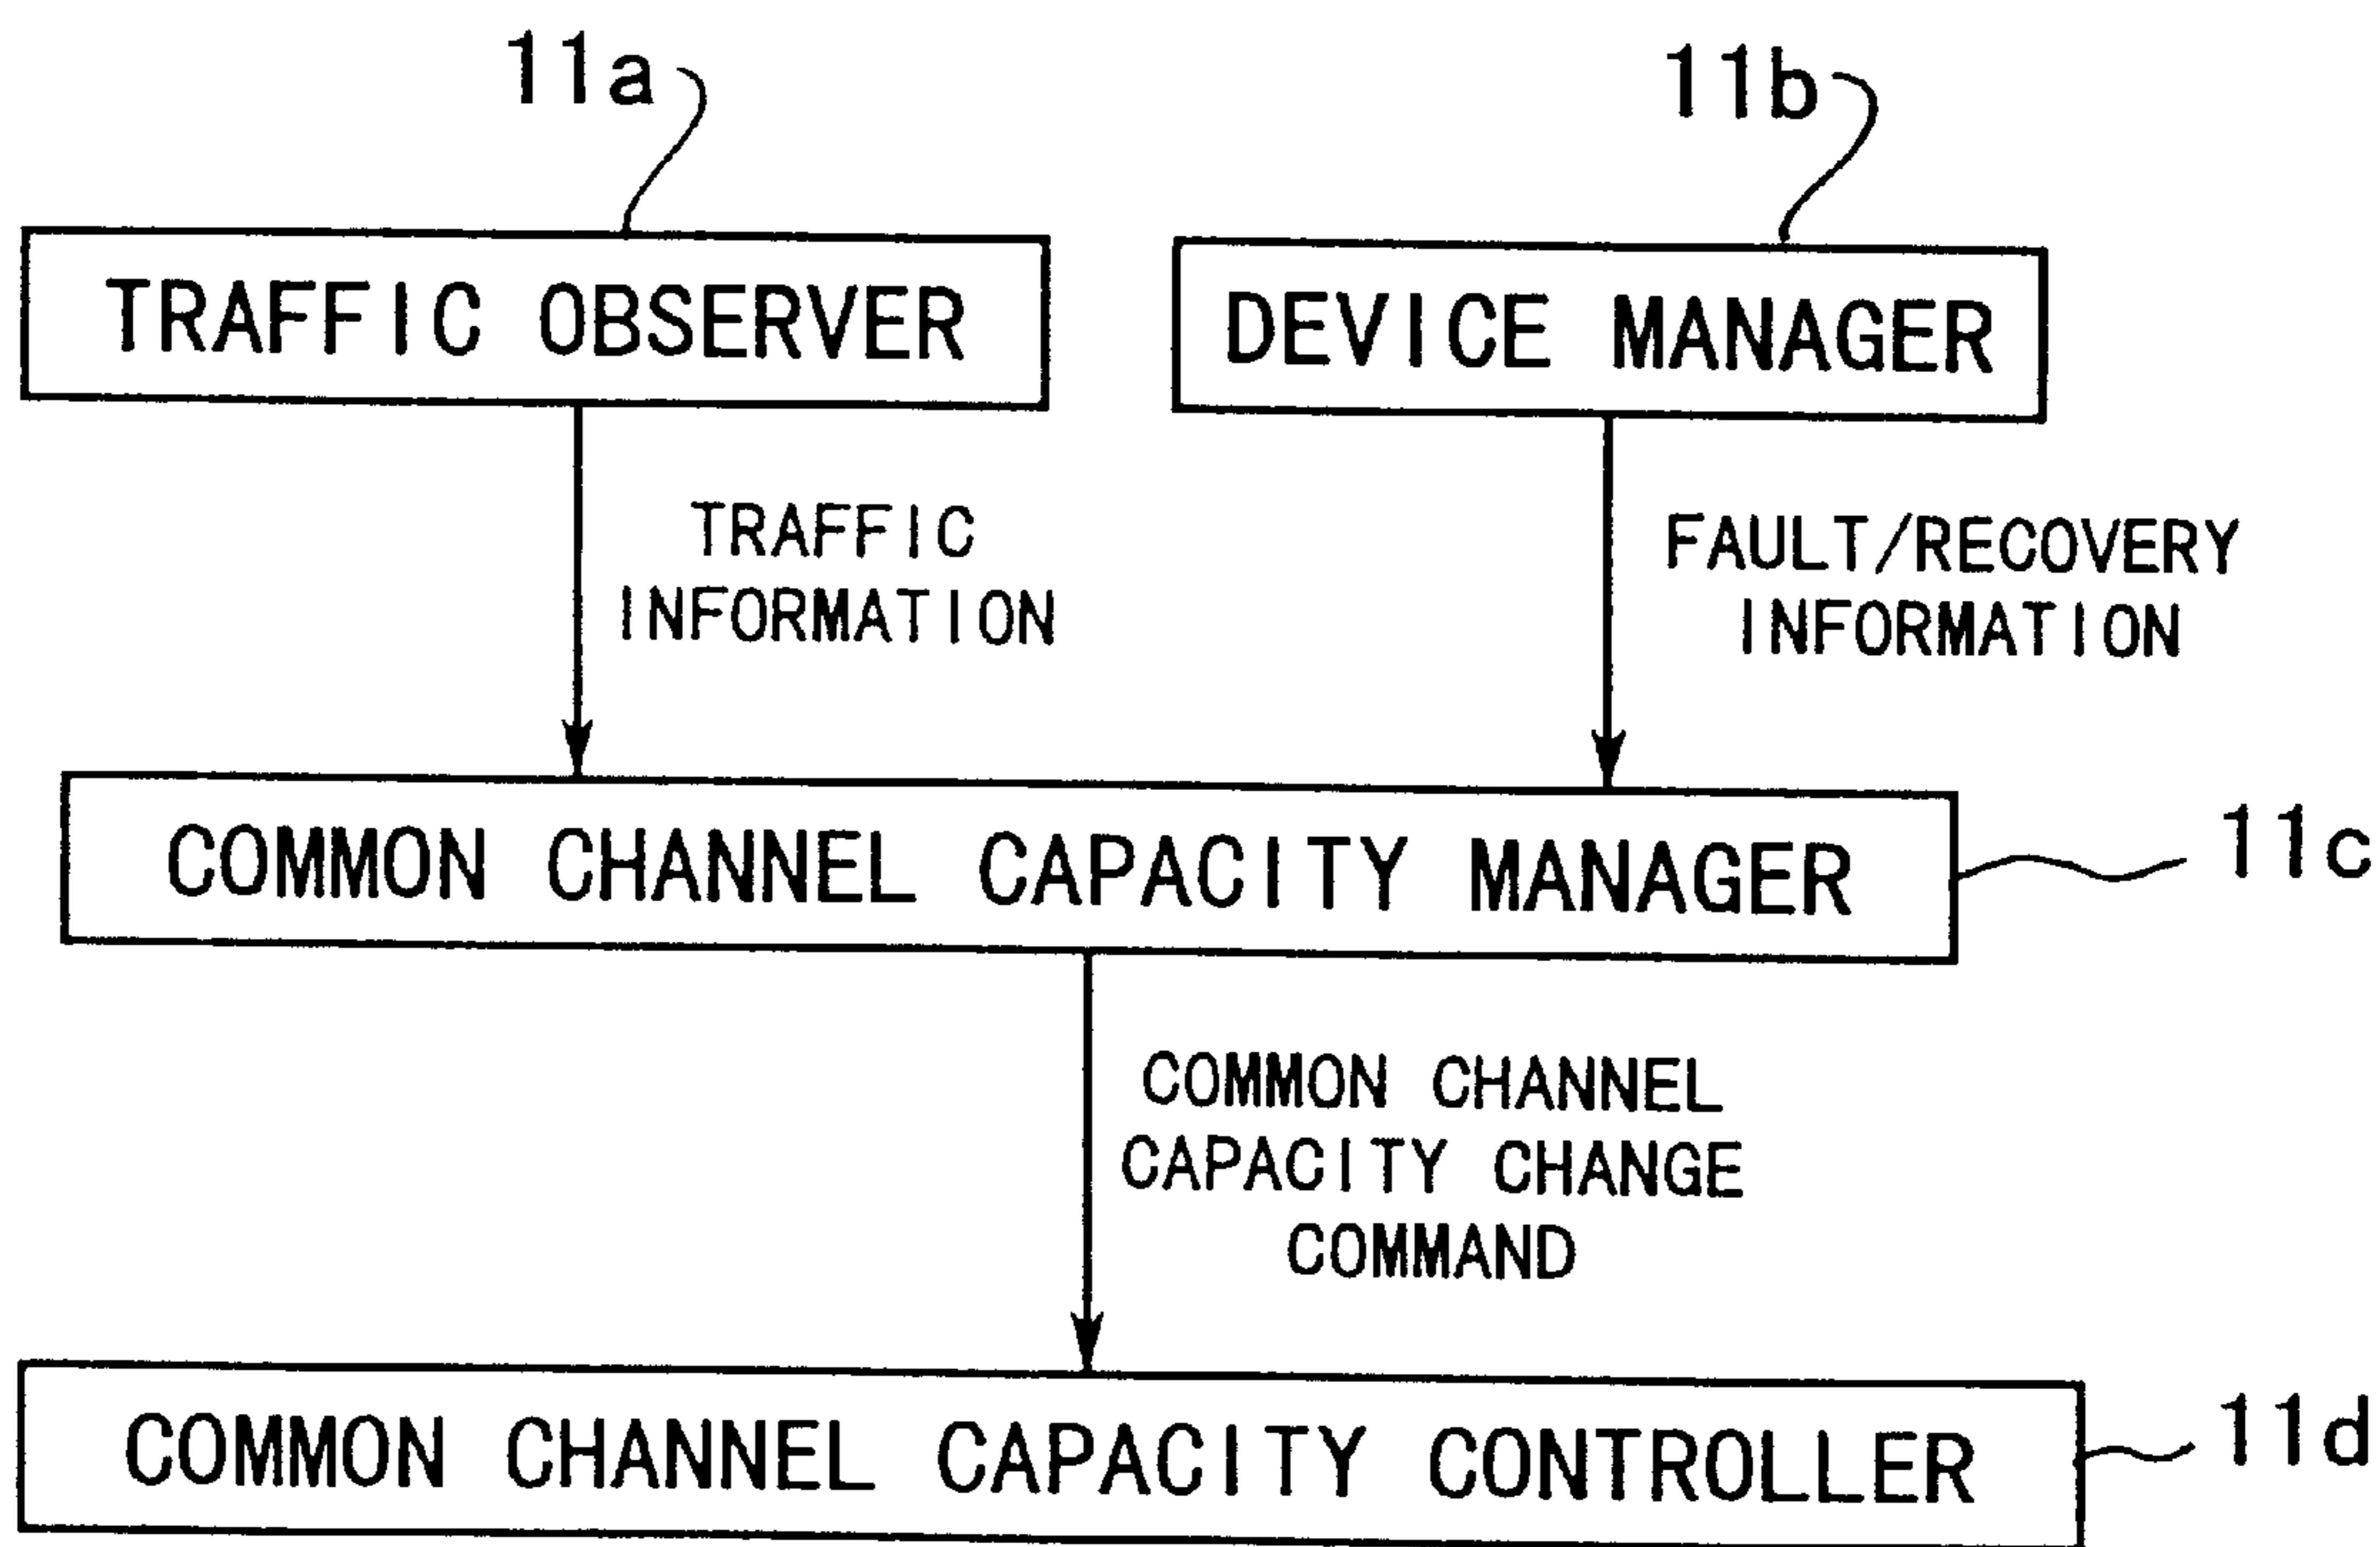 11a
11b
TRAFFIC OBSERVER
DEVICE MANAGER
TRAFFIC
INFORMATION
FAULT/RECOVERY
INFORMATION
COMMON CHANNEL CAPACITY MANAGER
11c
COMMON CHANNEL
CAPACITY CHANGE
COMMAND
COMMON CHANNEL CAPACITY CONTROLLER
11d